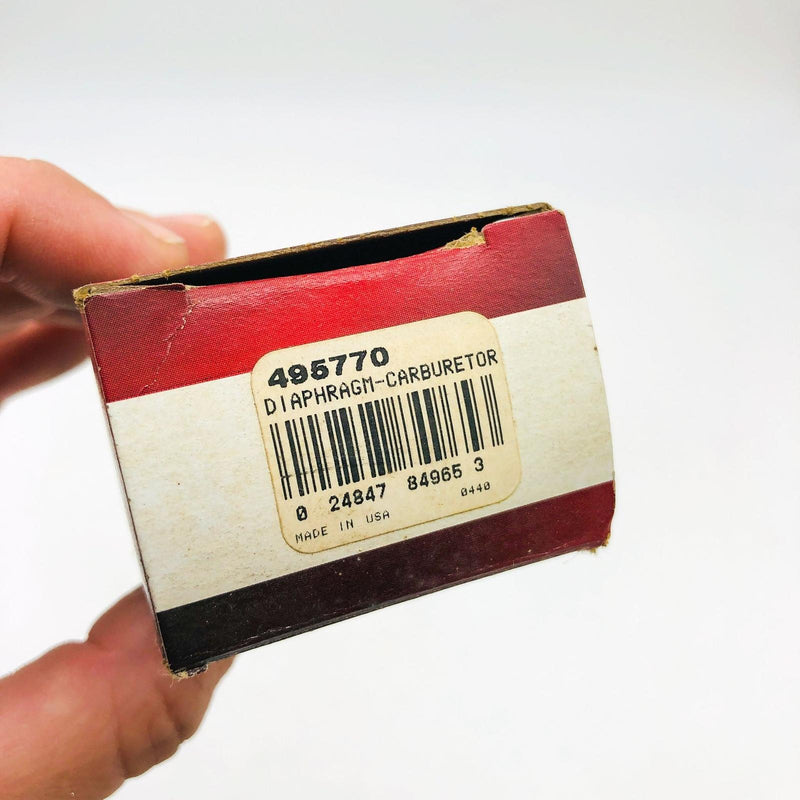 495770
DIAPHRAGM-CARBURETOR
0 24847 84965 3
0440
MADE IN USA